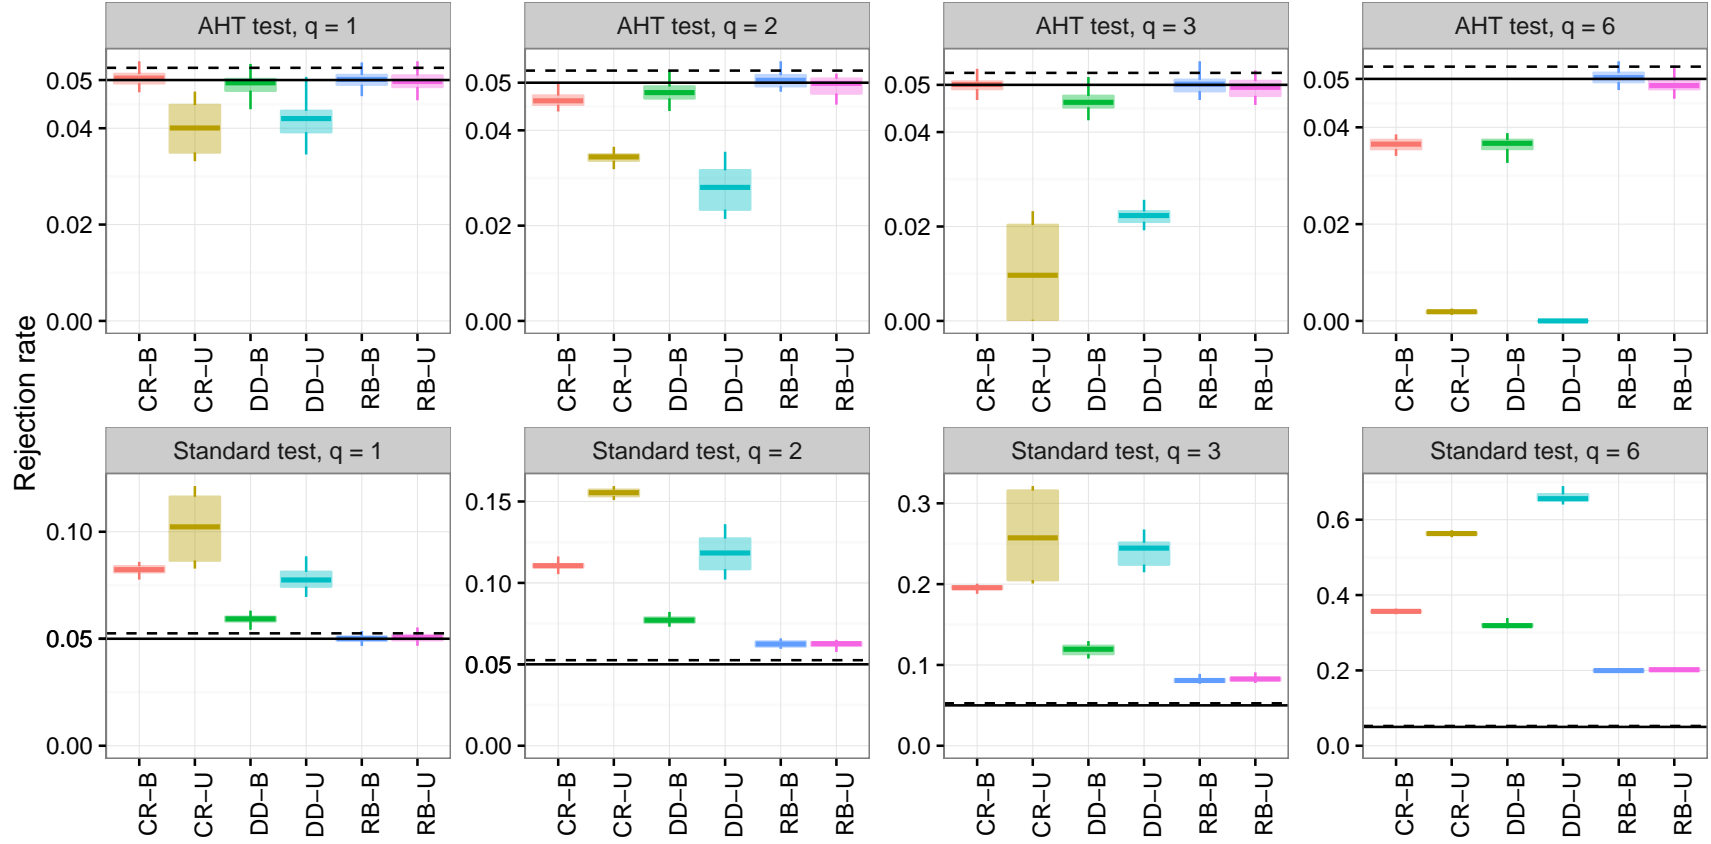 Rejection rate
AHT test, q = 1
0.05
0.04
0.02
0.00
CR−B
CR−U
DD−B
DD−U
RB−B
RB−U
AHT test, q = 2
0.05
0.04
0.02
0.00
CR−B
CR−U
DD−B
DD−U
RB−B
RB−U
AHT test, q = 3
0.05
0.04
0.02
0.00
CR−B
CR−U
DD−B
DD−U
RB−B
RB−U
AHT test, q = 6
0.05
0.04
0.02
0.00
CR−B
CR−U
DD−B
DD−U
RB−B
RB−U
Standard test, q = 1
0.10
0.05
0.00
CR−B
CR−U
DD−B
DD−U
RB−B
RB−U
Standard test, q = 2
0.15
0.10
0.05
0.00
CR−B
CR−U
DD−B
DD−U
RB−B
RB−U
Standard test, q = 3
0.3
0.2
0.1
0.0
CR−B
CR−U
DD−B
DD−U
RB−B
RB−U
Standard test, q = 6
0.6
0.4
0.2
0.0
CR−B
CR−U
DD−B
DD−U
RB−B
RB−U